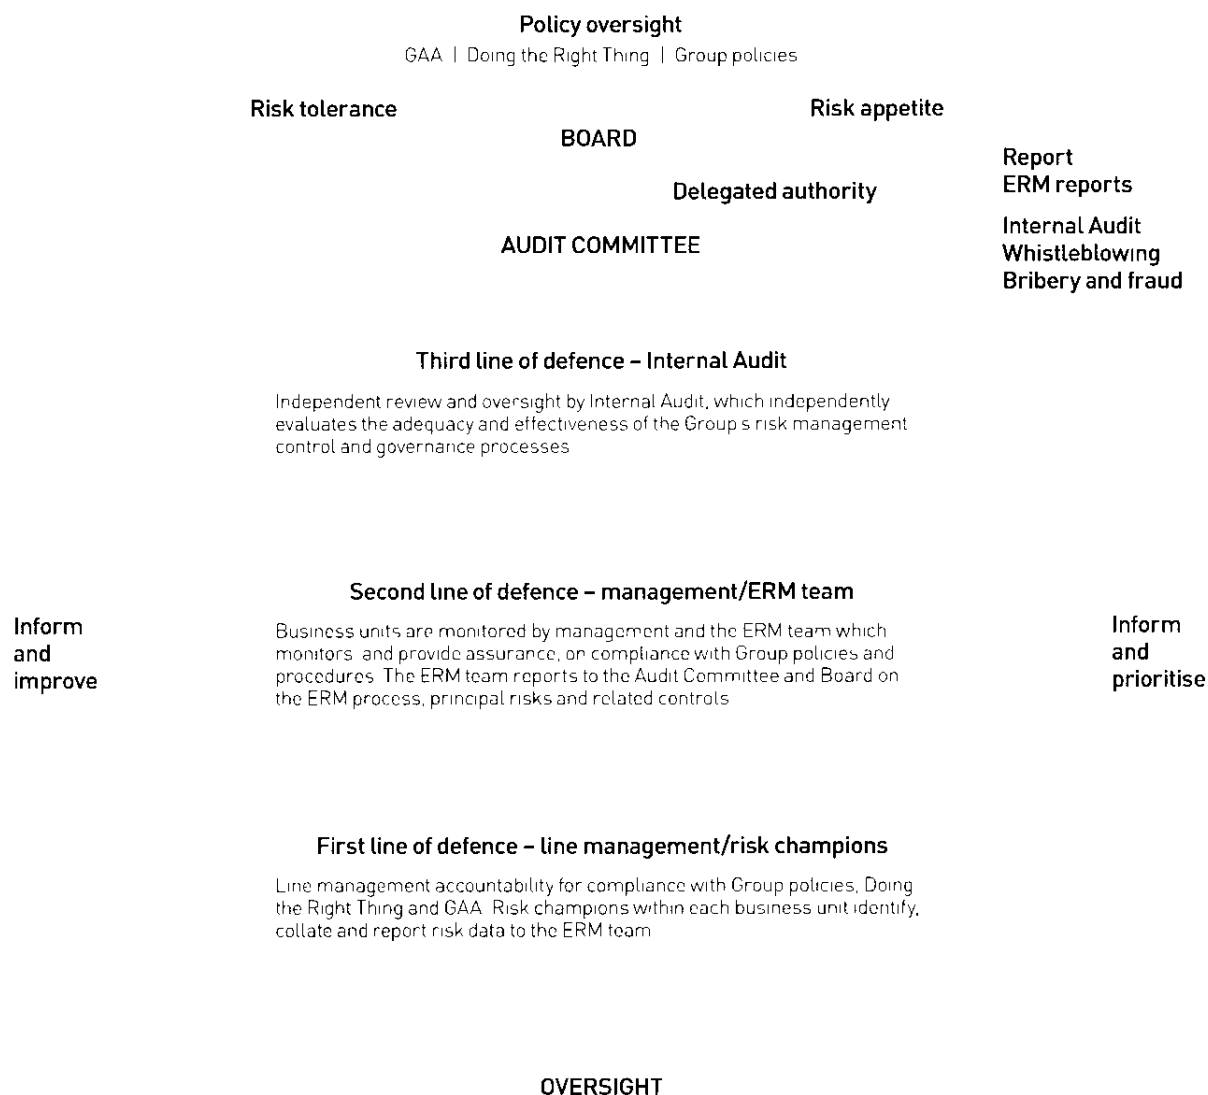 Policy oversight
GAA | Doing the Right Thing | Group policies
Risk tolerance
Risk appetite
BOARD
Report
ERM reports
Delegated authority
Internal Audit
Whistleblowing
Bribery and fraud
AUDIT COMMITTEE
Third line of defence – Internal Audit
Independent review and oversight by Internal Audit, which independently
evaluates the adequacy and effectiveness of the Group s risk management
control and governance processes
Second line of defence – management/ERM team
Inform
and
improve
Business units are monitored by management and the ERM team which
monitors and provide assurance, on compliance with Group policies and
procedures The ERM team reports to the Audit Committee and Board on
the ERM process, principal risks and related controls
Inform
and
prioritise
First line of defence – line management/risk champions
Line management accountability for compliance with Group policies, Doing
the Right Thing and GAA Risk champions within each business unit identify,
collate and report risk data to the ERM team
OVERSIGHT